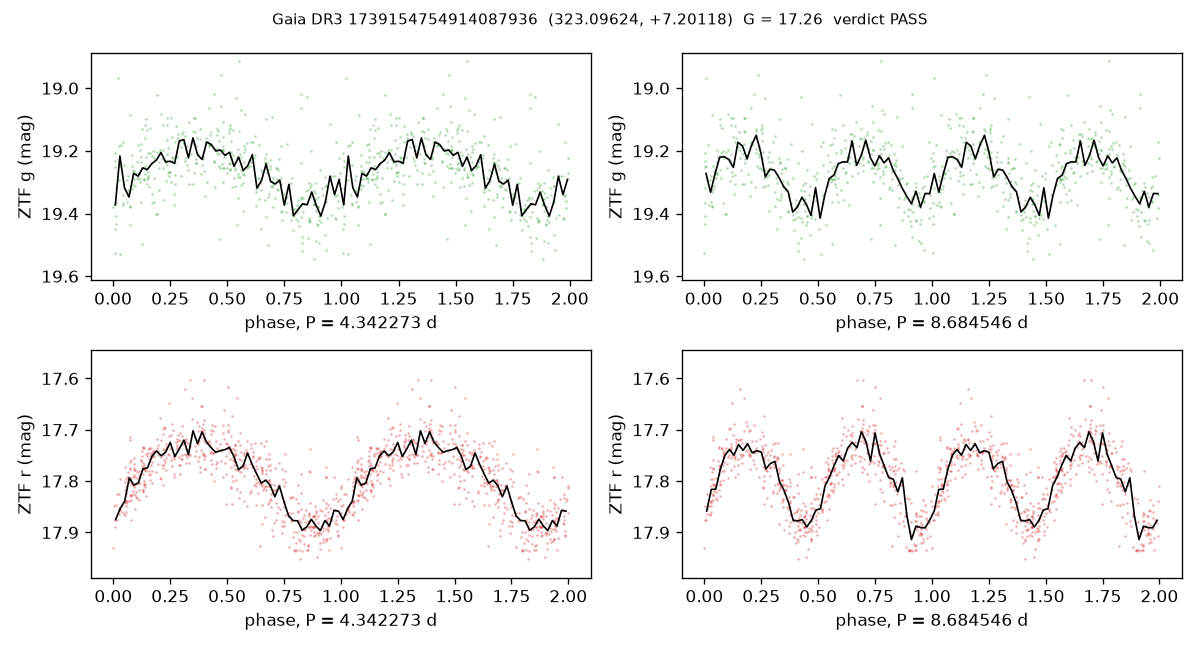 Gaia DR3 1739154754914087936 (323.09624, +7.20118) G = 17.26 verdict PASS
ZTF g (mag)
19.0
19.2
19.4
19.6
0.00 0.25 0.50 0.75 1.00 1.25 1.50 1.75 2.00
phase, P = 4.342273 d
ZTF g (mag)
19.0
19.2
19.4
19.6
0.00 0.25 0.50 0.75 1.00 1.25 1.50 1.75 2.00
phase, P = 8.684546 d
ZTF r (mag)
17.6
17.7
17.8
17.9
0.00 0.25 0.50 0.75 1.00 1.25 1.50 1.75 2.00
phase, P = 4.342273 d
ZTF r (mag)
17.6
17.7
17.8
17.9
0.00 0.25 0.50 0.75 1.00 1.25 1.50 1.75 2.00
phase, P = 8.684546 d